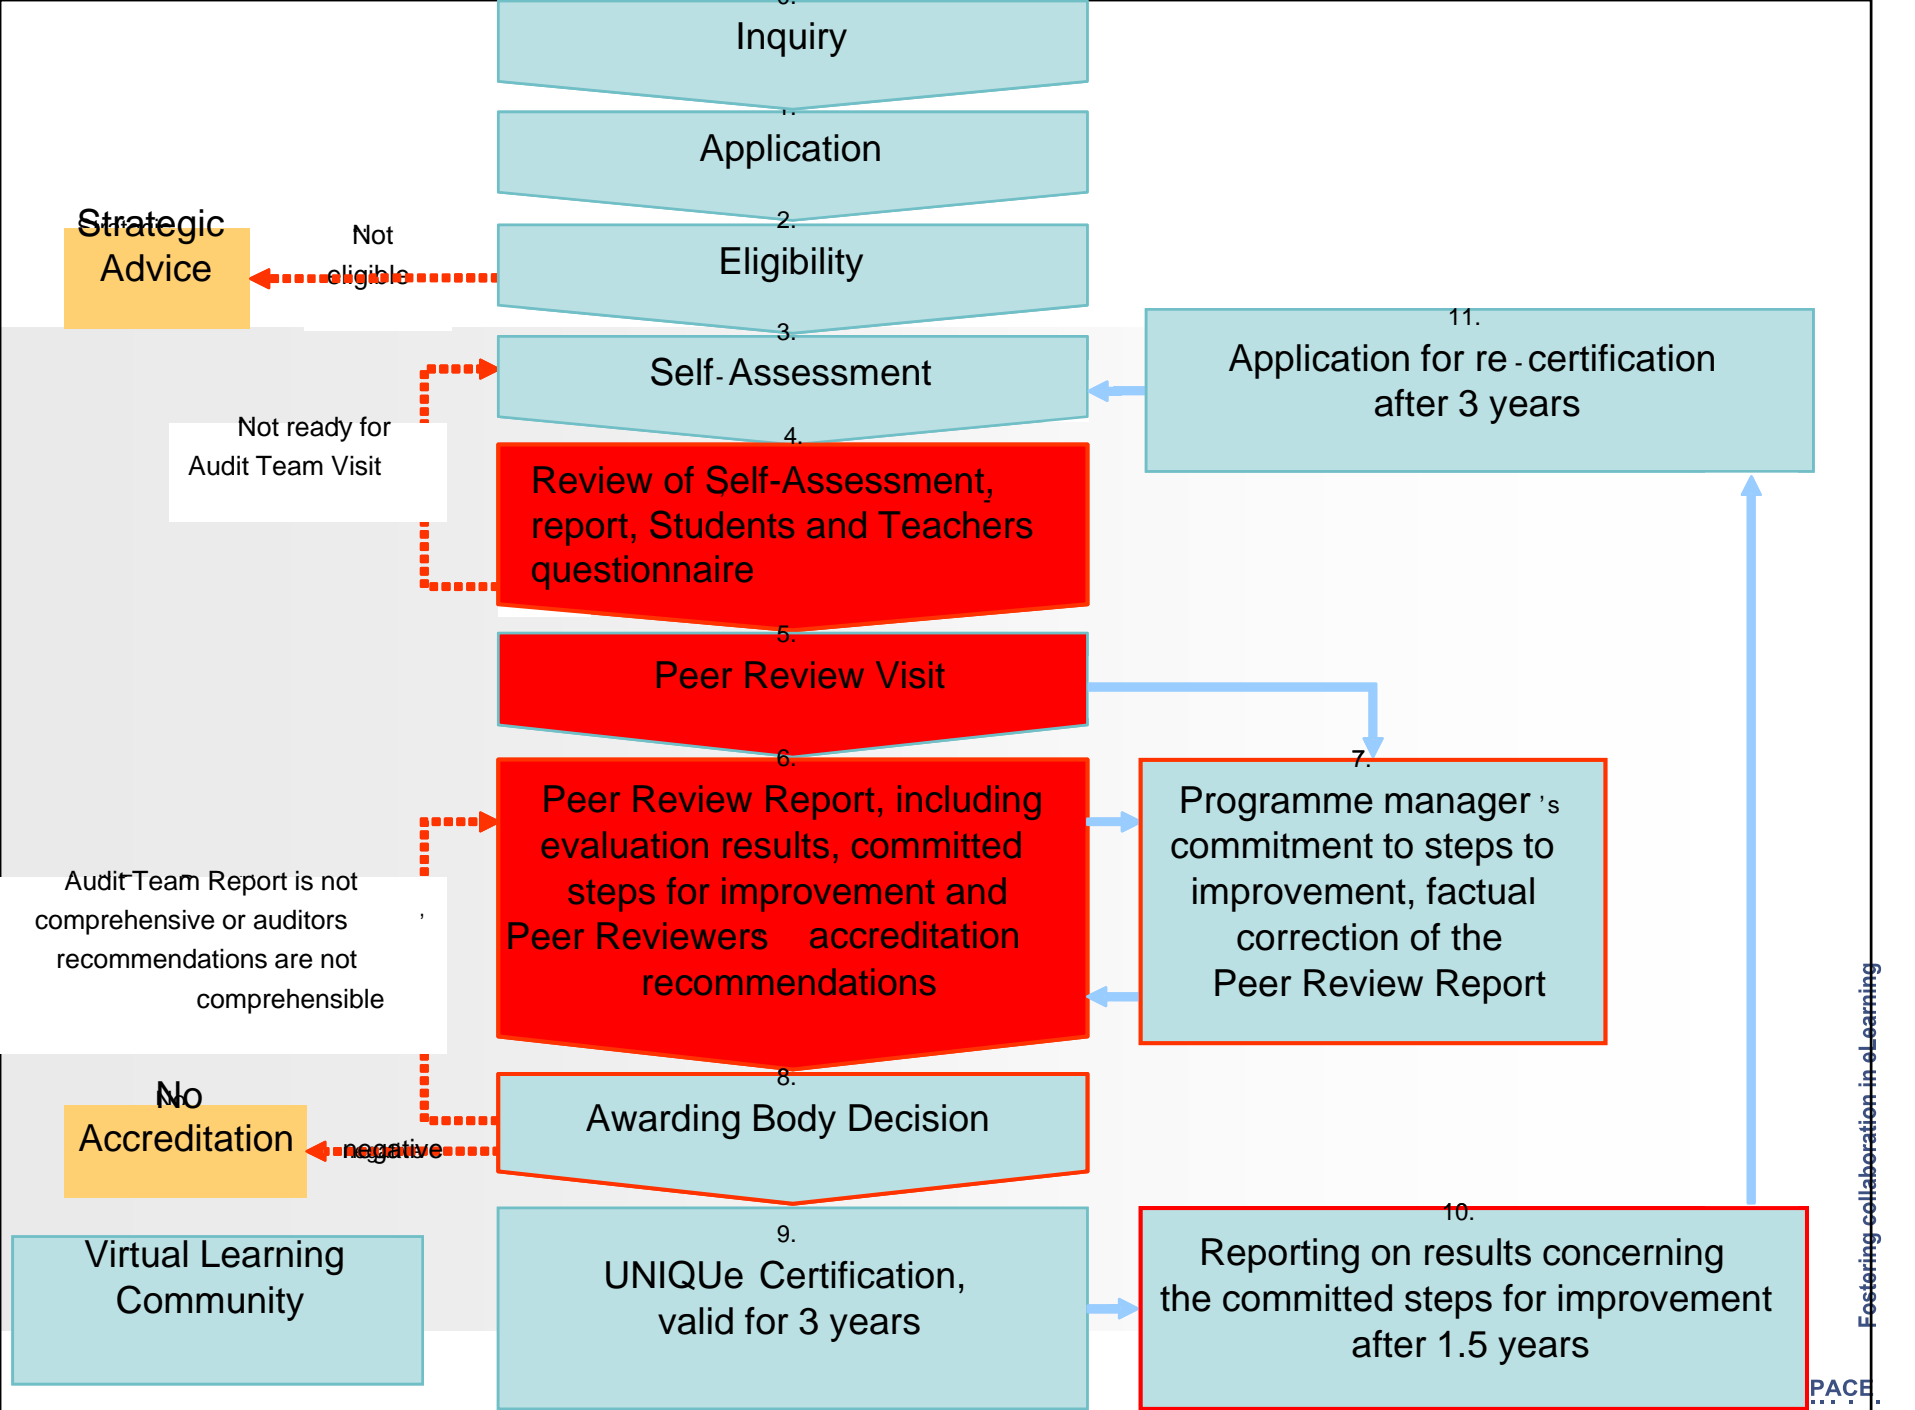 Inquiry
1.
Application
2.
Eligibility
Not
eligible
Strategic
Advice
3.
Self-Assessment
11.
Application for re-certification
after 3 years
Not ready for
Audit Team Visit
4.
Review of Self-Assessment,
report, Students and Teachers
questionnaire
5.
Peer Review Visit
6.
Peer Review Report, including
evaluation results, committed
steps for improvement and
Peer Reviewers accreditation
recommendations
7.
Programme manager's
commitment to steps to
improvement, factual
correction of the
Peer Review Report
Audit Team Report is not
comprehensive or auditors ’
recommendations are not
comprehensible
8.
Awarding Body Decision
negative
No
Accreditation
Virtual Learning
Community
9.
UNIQUe Certification,
valid for 3 years
10.
Reporting on results concerning
the committed steps for improvement
after 1.5 years
Fostering collaboration in eLearning
PACE